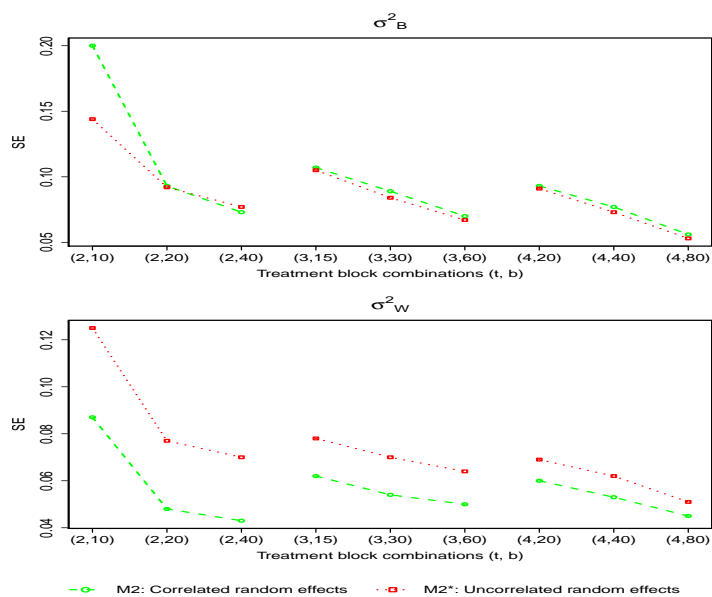 σ²B
SE
0.20
0.15
0.10
0.05
(2,10) (2,20) (2,40) (3,15) (3,30) (3,60) (4,20) (4,40) (4,80)
Treatment block combinations (t, b)
σ²W
SE
0.12
0.10
0.08
0.06
0.04
(2,10) (2,20) (2,40) (3,15) (3,30) (3,60) (4,20) (4,40) (4,80)
Treatment block combinations (t, b)
M2: Correlated random effects M2*: Uncorrelated random effects